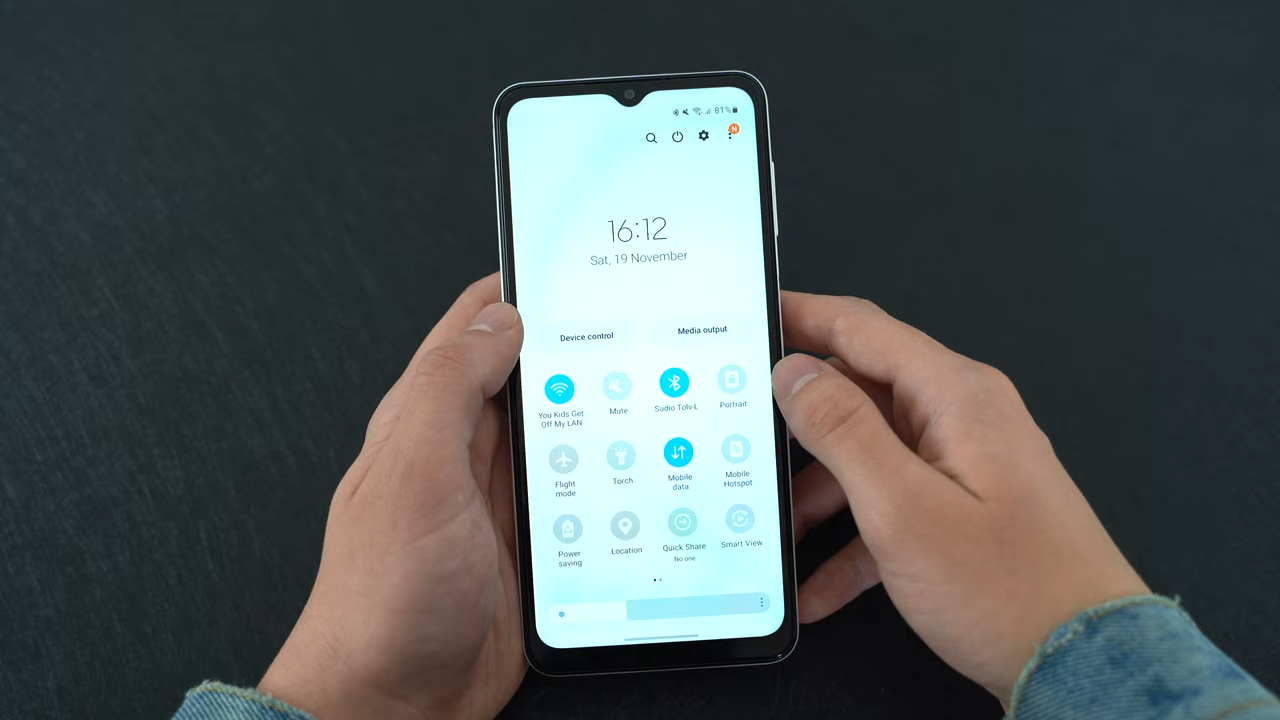 81%
N
16:12
Sat, 19 November
Device control
Media output
You Kids Get
Off My LAN
Mute
Sudio Tolv-L
Portrait
Flight
mode
Torch
Mobile
data
Mobile
Hotspot
Power
saving
Location
Quick Share
No one
Smart View